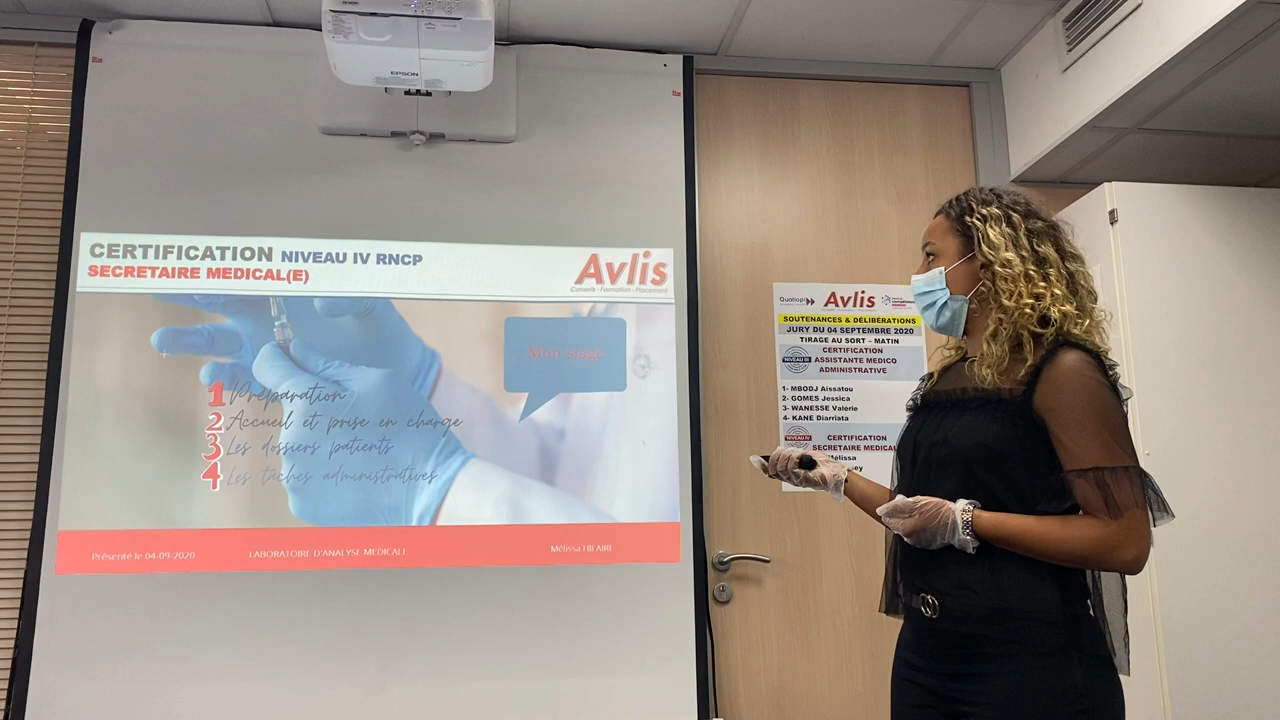 EPSON
CERTIFICATION NIVEAU IV RNCP
SECRETAIRE MEDICAL(E)
Avlis
Conseils - Formation - Placement
Mon stage
1 Préparation
2 Accueil et prise en charge
3 Les dossiers patients
4 Les tâches administratives
Présenté le 04-09-2020
LABORATOIRE D'ANALYSE MEDICALE
Mélissa HILAIRE
Qualiopi
Avlis
SOUTENANCES & DÉLIBÉRATIONS
JURY DU 04 SEPTEMBRE 2020
TIRAGE AU SORT – MATIN
NIVEAU III
CERTIFICATION
ASSISTANTE MEDICO
ADMINISTRATIVE
1- MBODJ Aïssatou
2- GOMES Jessica
3- WANESSE Valérie
4- KANE Diarriata
NIVEAU IV
CERTIFICATION
SECRETAIRE MEDICAL
Mélissa